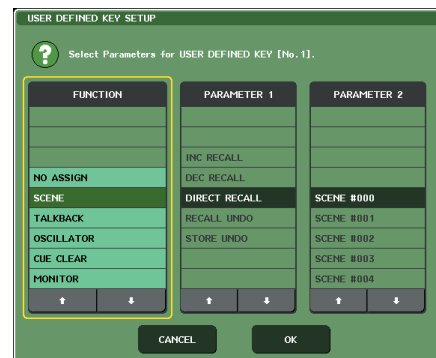 USER DEFINED KEY SETUP
Select Parameters for USER DEFINED KEY [No.1].
FUNCTION PARAMETER 1 PARAMETER 2
INC RECALL
NO ASSIGN DEC RECALL
SCENE DIRECT RECALL SCENE #000
TALKBACK RECALL UNDO SCENE #001
OSCILLATOR STORE UNDO SCENE #002
CUE CLEAR SCENE #003
MONITOR SCENE #004
CANCEL OK